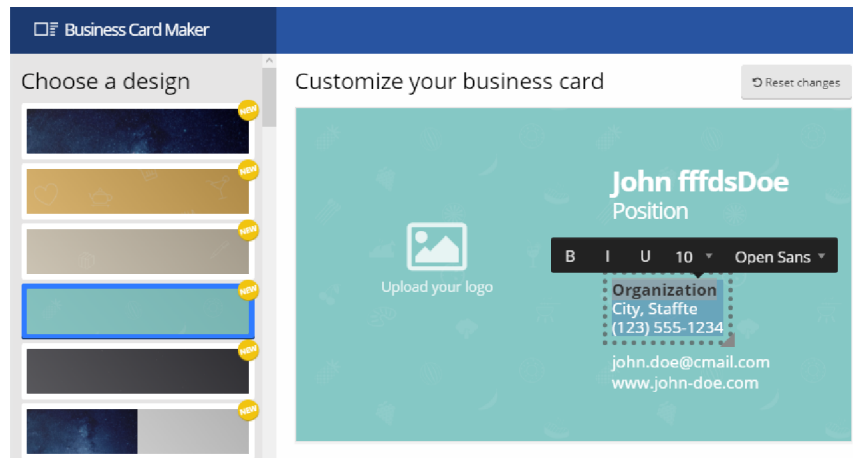 Business Card Maker
Choose a design
NEW
NEW
NEW
NEW
NEW
NEW
Customize your business card
Reset changes
Upload your logo
John fffdsDoe
Position
B I U 10 Open Sans
Organization
City, Staffte
(123) 555-1234
john.doe@cmail.com
www.john-doe.com